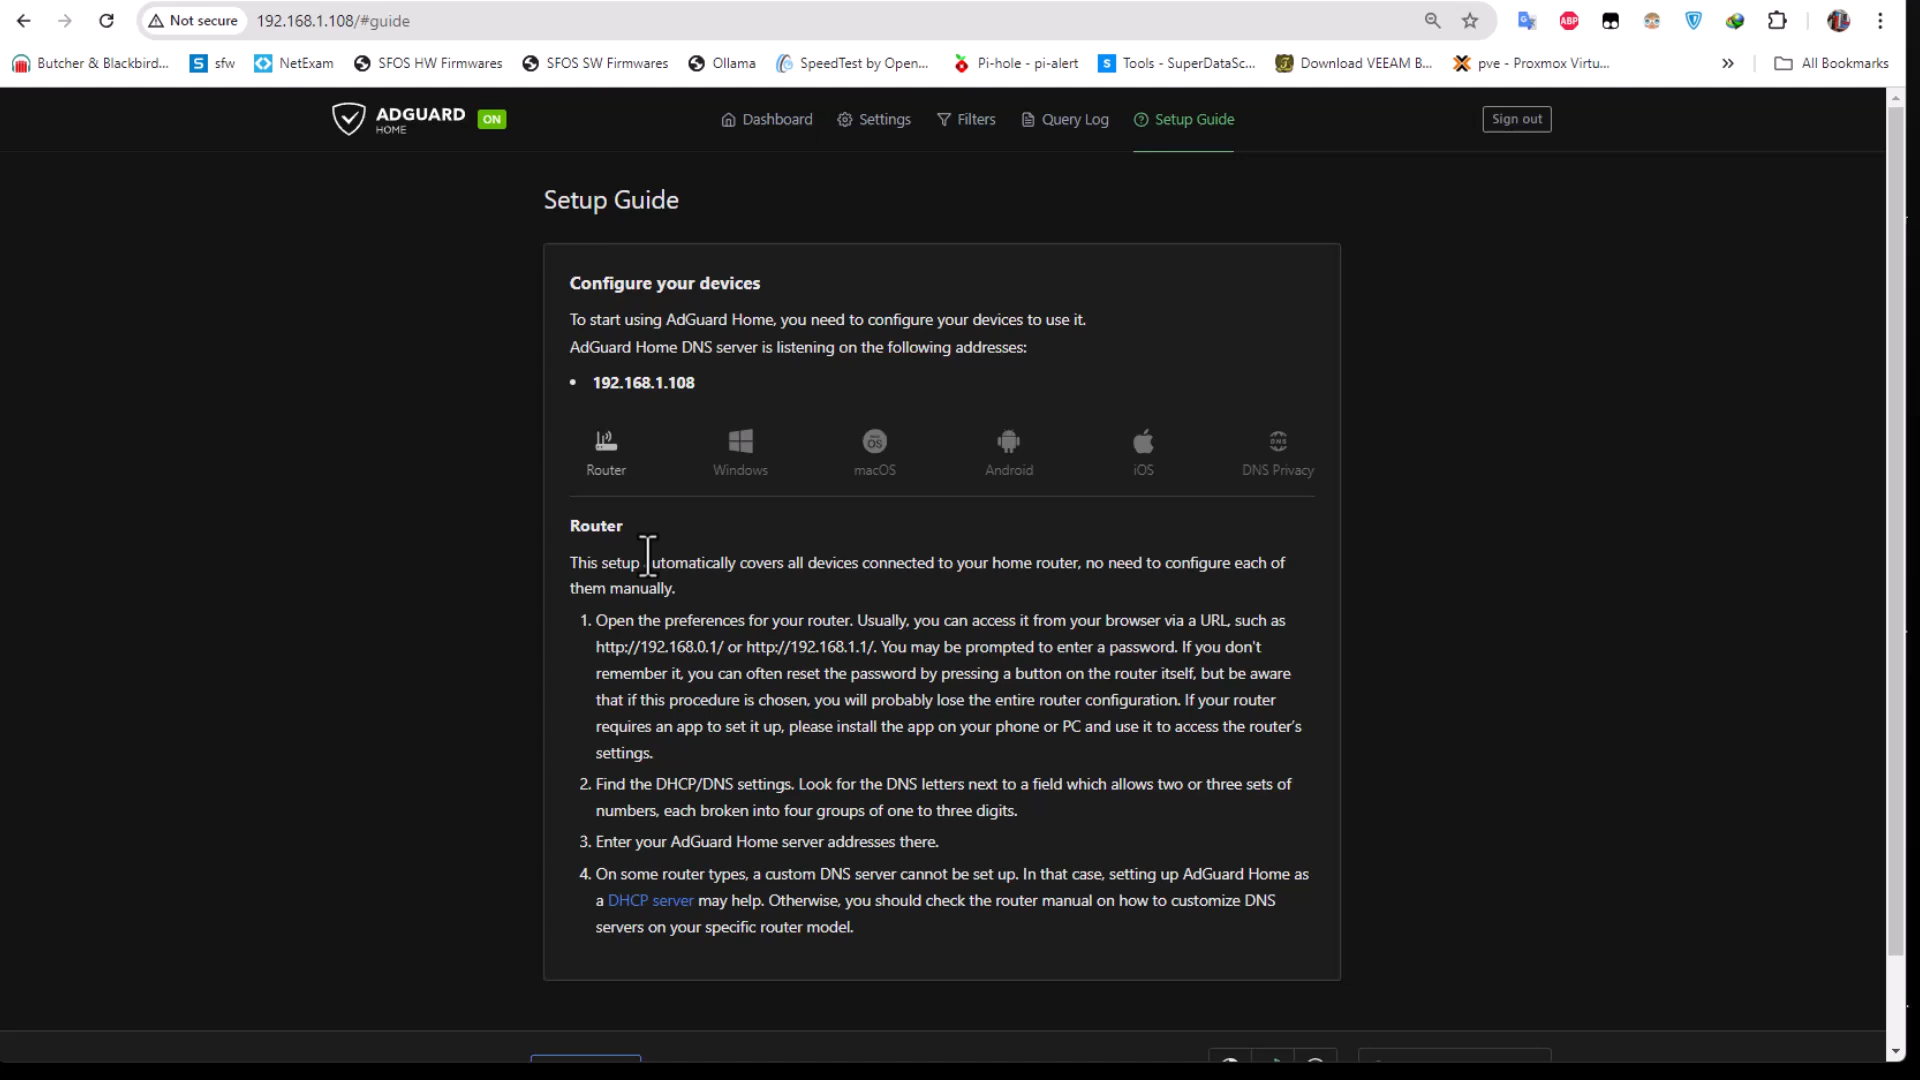 Not secure 192.168.1.108/#guide ABP
Butcher & Blackbird... S sfw NetExam SFOS HW Firmwares SFOS SW Firmwares Ollama SpeedTest by Open... Pi-hole - pi-alert S Tools - SuperDataSc... Download VEEAM B... pve - Proxmox Virtu... » All Bookmarks
ADGUARD HOME ON Dashboard Settings Filters Query Log Setup Guide Sign out
Setup Guide
Configure your devices
To start using AdGuard Home, you need to configure your devices to use it.
AdGuard Home DNS server is listening on the following addresses:
• 192.168.1.108
Router Windows macOS Android iOS DNS Privacy
Router
This setup automatically covers all devices connected to your home router, no need to configure each of
them manually.
1. Open the preferences for your router. Usually, you can access it from your browser via a URL, such as
http://192.168.0.1/ or http://192.168.1.1/. You may be prompted to enter a password. If you don't
remember it, you can often reset the password by pressing a button on the router itself, but be aware
that if this procedure is chosen, you will probably lose the entire router configuration. If your router
requires an app to set it up, please install the app on your phone or PC and use it to access the router's
settings.
2. Find the DHCP/DNS settings. Look for the DNS letters next to a field which allows two or three sets of
numbers, each broken into four groups of one to three digits.
3. Enter your AdGuard Home server addresses there.
4. On some router types, a custom DNS server cannot be set up. In that case, setting up AdGuard Home as
a DHCP server may help. Otherwise, you should check the router manual on how to customize DNS
servers on your specific router model.